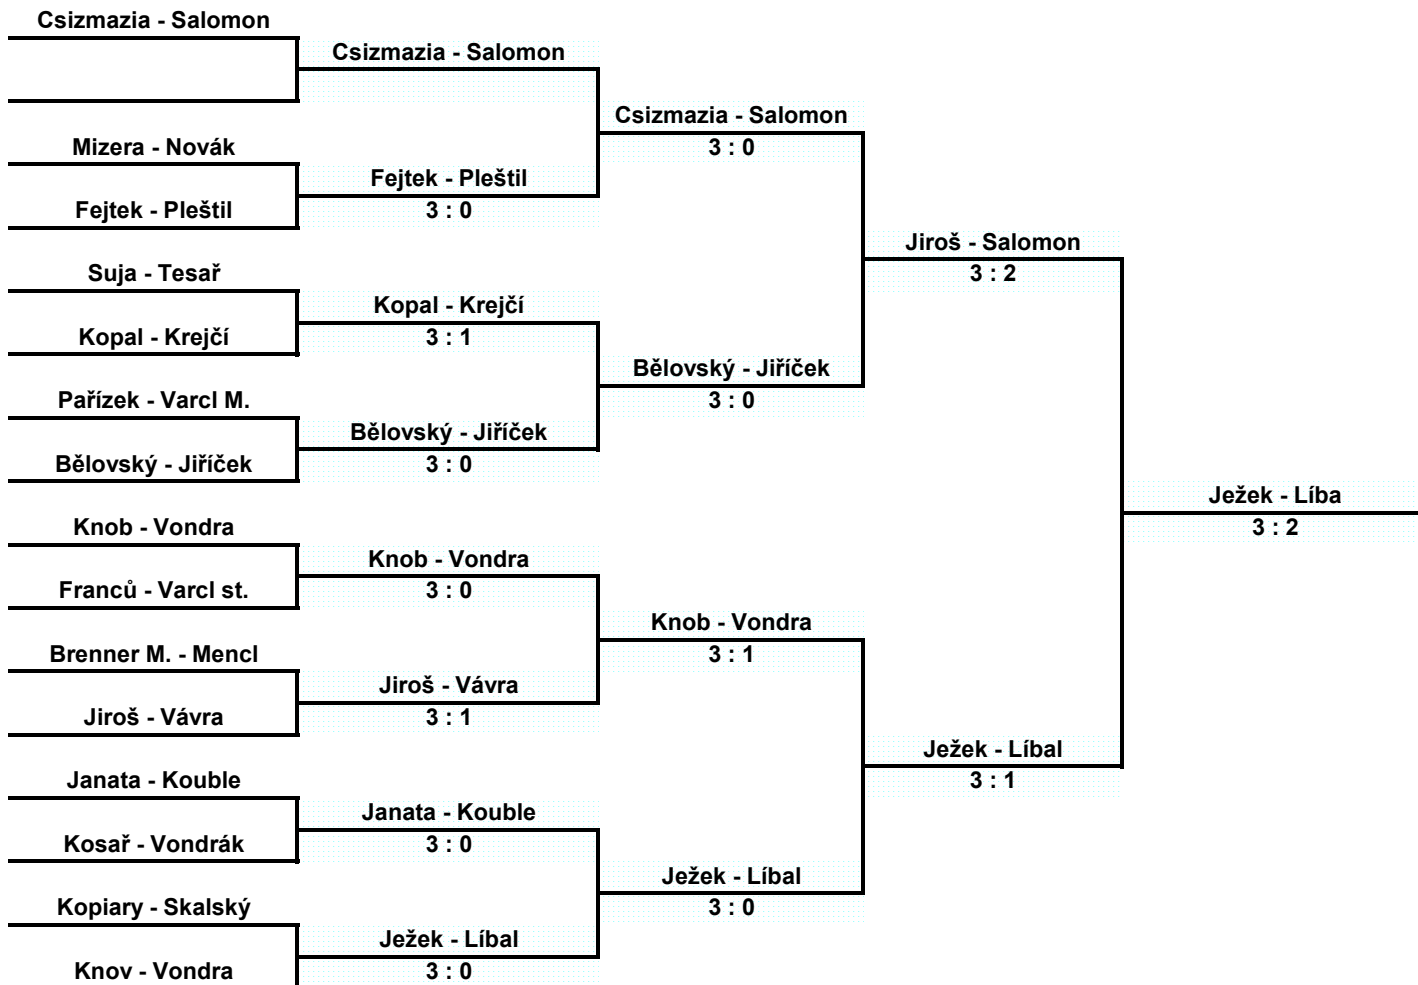 Csizmazia - Salomon
Csizmazia - Salomon
Csizmazia - Salomon
3 : 0
Mizera - Novák
Fejtek - Pleštil
3 : 0
Fejtek - Pleštil
Jiroš - Salomon
3 : 2
Suja - Tesař
Kopal - Krejčí
3 : 1
Kopal - Krejčí
Bělovský - Jiříček
3 : 0
Pařízek - Varcl M.
Bělovský - Jiříček
3 : 0
Bělovský - Jiříček
Ježek - Líba
3 : 2
Knob - Vondra
Knob - Vondra
3 : 0
Franců - Varcl st.
Knob - Vondra
3 : 1
Brenner M. - Mencl
Jiroš - Vávra
3 : 1
Jiroš - Vávra
Ježek - Líbal
3 : 1
Janata - Kouble
Janata - Kouble
3 : 0
Kosař - Vondrák
Ježek - Líbal
3 : 0
Kopiary - Skalský
Ježek - Líbal
3 : 0
Knov - Vondra